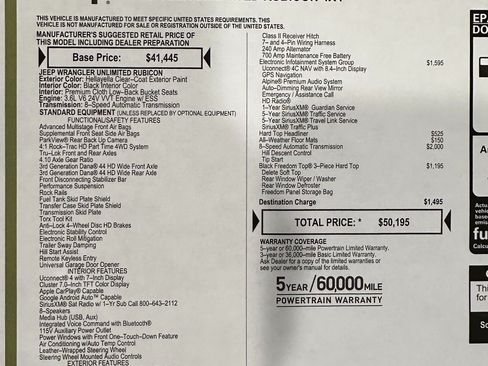 THIS VEHICLE IS MANUFACTURED TO MEET SPECIFIC UNITED STATES REQUIREMENTS. THIS
VEHICLE IS NOT MANUFACTURED FOR SALE OR REGISTRATION OUTSIDE OF THE UNITED STATES.
MANUFACTURER'S SUGGESTED RETAIL PRICE OF
THIS MODEL INCLUDING DEALER PREPARATION
Base Price: $41,445
JEEP WRANGLER UNLIMITED RUBICON
Exterior Color: Hellayella Clear-Coat Exterior Paint
Interior Color: Black Interior Color
Interior: Premium Cloth Low-Back Bucket Seats
Engine: 3.6L V6 24V VVT Engine w/ ESS
Transmission: 8-Speed Automatic Transmission
STANDARD EQUIPMENT (UNLESS REPLACED BY OPTIONAL EQUIPMENT)
FUNCTIONAL/SAFETY FEATURES
Advanced Multistage Front Air Bags
Supplemental Front Seat Side Air Bags
ParkView® Rear Back Up Camera
4:1 Rock-Trac HD Part Time 4WD System
Tru-Lok Front and Rear Axles
4.10 Axle Gear Ratio
3rd Generation Dana® 44 HD Wide Front Axle
3rd Generation Dana® 44 HD Wide Rear Axle
Front Disconnecting Stabilizer Bar
Performance Suspension
Rock Rails
Fuel Tank Skid Plate Shield
Transfer Case Skid Plate Shield
Transmission Skid Plate
Torx Tool Kit
Anti-Lock 4-Wheel Disc HD Brakes
Electronic Stability Control
Electronic Roll Mitigation
Trailer Sway Damping
Hill Start Assist
Remote Keyless Entry
Universal Garage Door Opener
INTERIOR FEATURES
Uconnect® 4 with 7-Inch Display
Cluster 7.0-Inch TFT Color Display
Apple CarPlay® Capable
Google Android Auto™ Capable
SiriusXM® Sat Radio w/ 1-Yr Sub Call 800-643-2112
8-Speakers
Media Hub (USB, Aux)
Integrated Voice Command with Bluetooth®
115V Auxiliary Power Outlet
Power Windows with Front One-Touch-Down Feature
Air Conditioning w/Auto Temp Control
Leather-Wrapped Steering Wheel
Steering Wheel Mounted Audio Controls
EXTERIOR FEATURES
Class II Receiver Hitch
7- and 4-Pin Wiring Harness
240 Amp Alternator
700 Amp Maintenance Free Battery
Electronic Infotainment System Group $1,595
Uconnect® 4C NAV with 8.4-Inch Display
GPS Navigation
Alpine® Premium Audio System
Auto-Dimming Rear View Mirror
Emergency / Assistance Call
HD Radio®
1-Year SiriusXM® Guardian Service
5-Year SiriusXM® Traffic Service
5-Year SiriusXM® Travel Link Service
SiriusXM® Traffic Plus
Hard Top Headliner $525
All-Weather Floor Mats $150
8-Speed Automatic Transmission $2,000
Hill Descent Control
Tip Start
Black Freedom Top® 3-Piece Hard Top $1,195
Delete Soft Top
Rear Window Wiper / Washer
Rear Window Defroster
Freedom Panel Storage Bag
Destination Charge $1,495
TOTAL PRICE: * $50,195
WARRANTY COVERAGE
5-year or 60,000-mile Powertrain Limited Warranty.
3-year or 36,000-mile Basic Limited Warranty.
Ask Dealer for a copy of the limited warranties or
see your owner's manual for details.
5YEAR/60,000MILE
POWERTRAIN WARRANTY